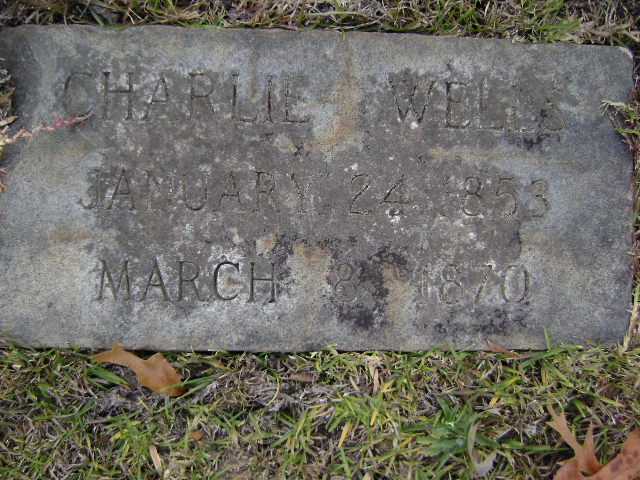 CHARLIE WELLS
JANUARY 24, 1853
MARCH 8, 1870